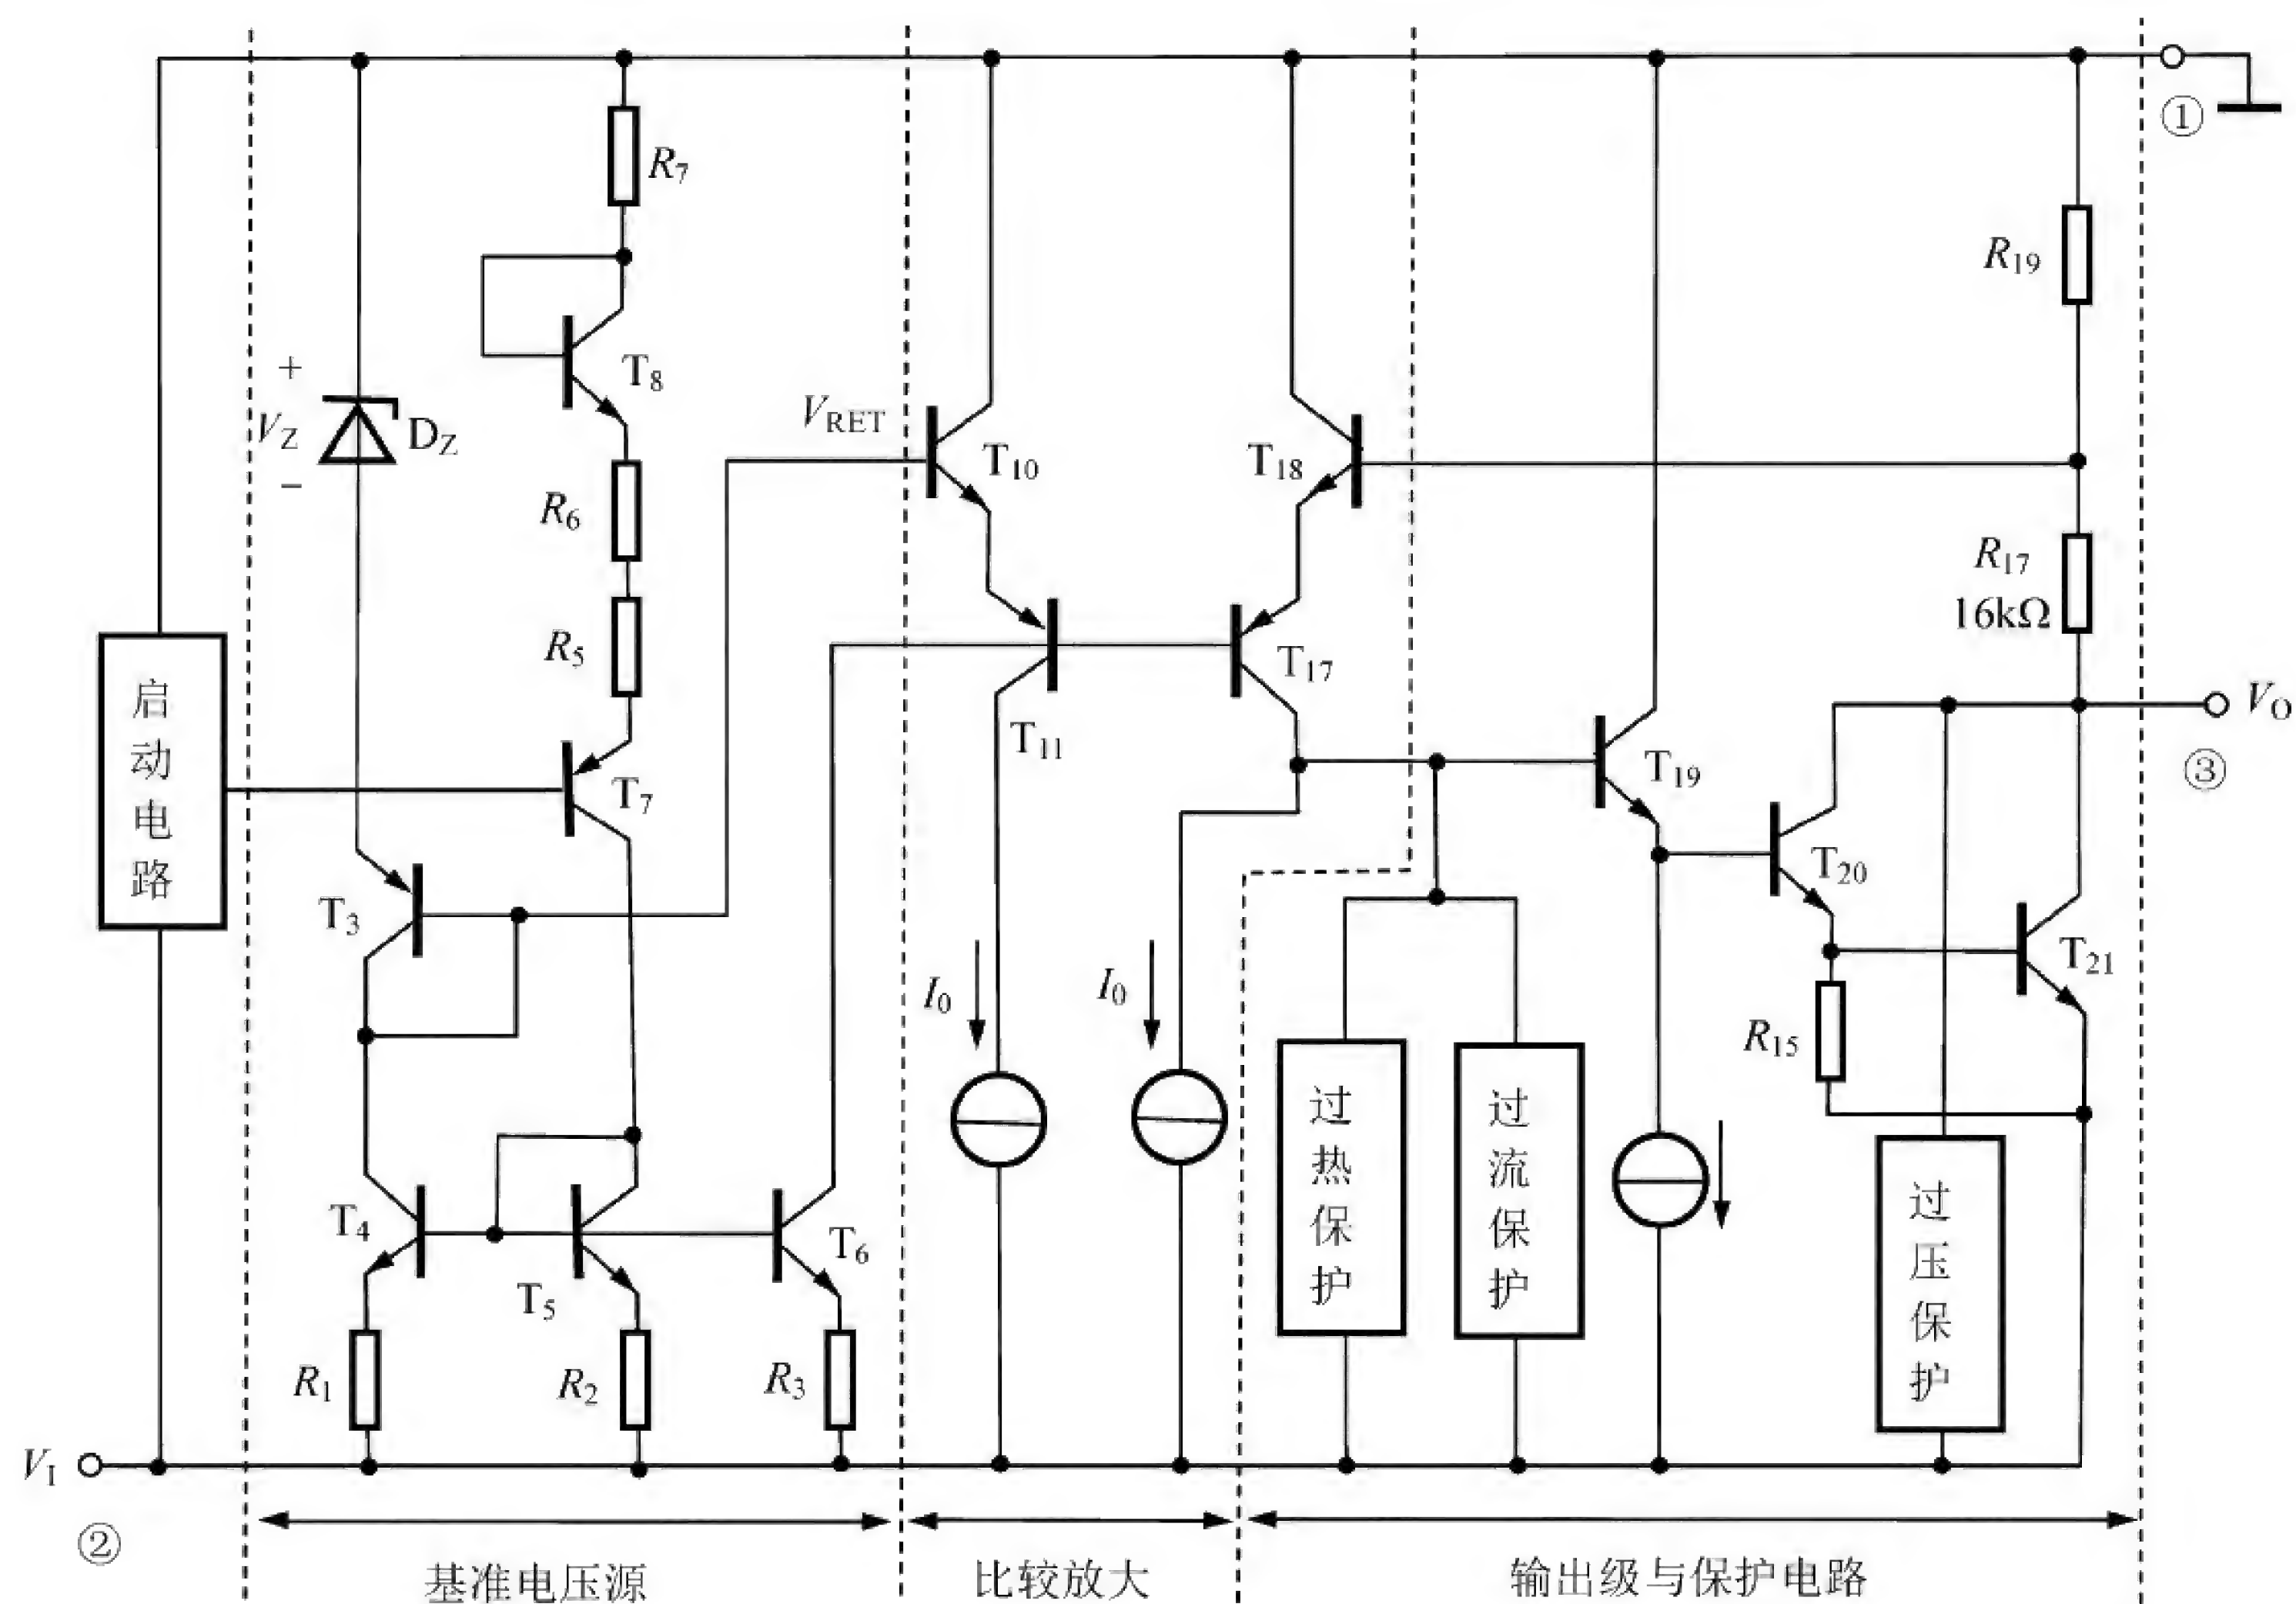 ①
R7
R19
+
VZ
−
DZ
T8
VRET
T10
T18
R6
R17
16kΩ
R5
T17
启动电路
T11
VO
③
T7
T19
T3
T20
T21
I0
I0
R15
过热保护
过流保护
T4
T5
T6
过压保护
R1
R2
R3
VI
②
基准电压源
比较放大
输出级与保护电路